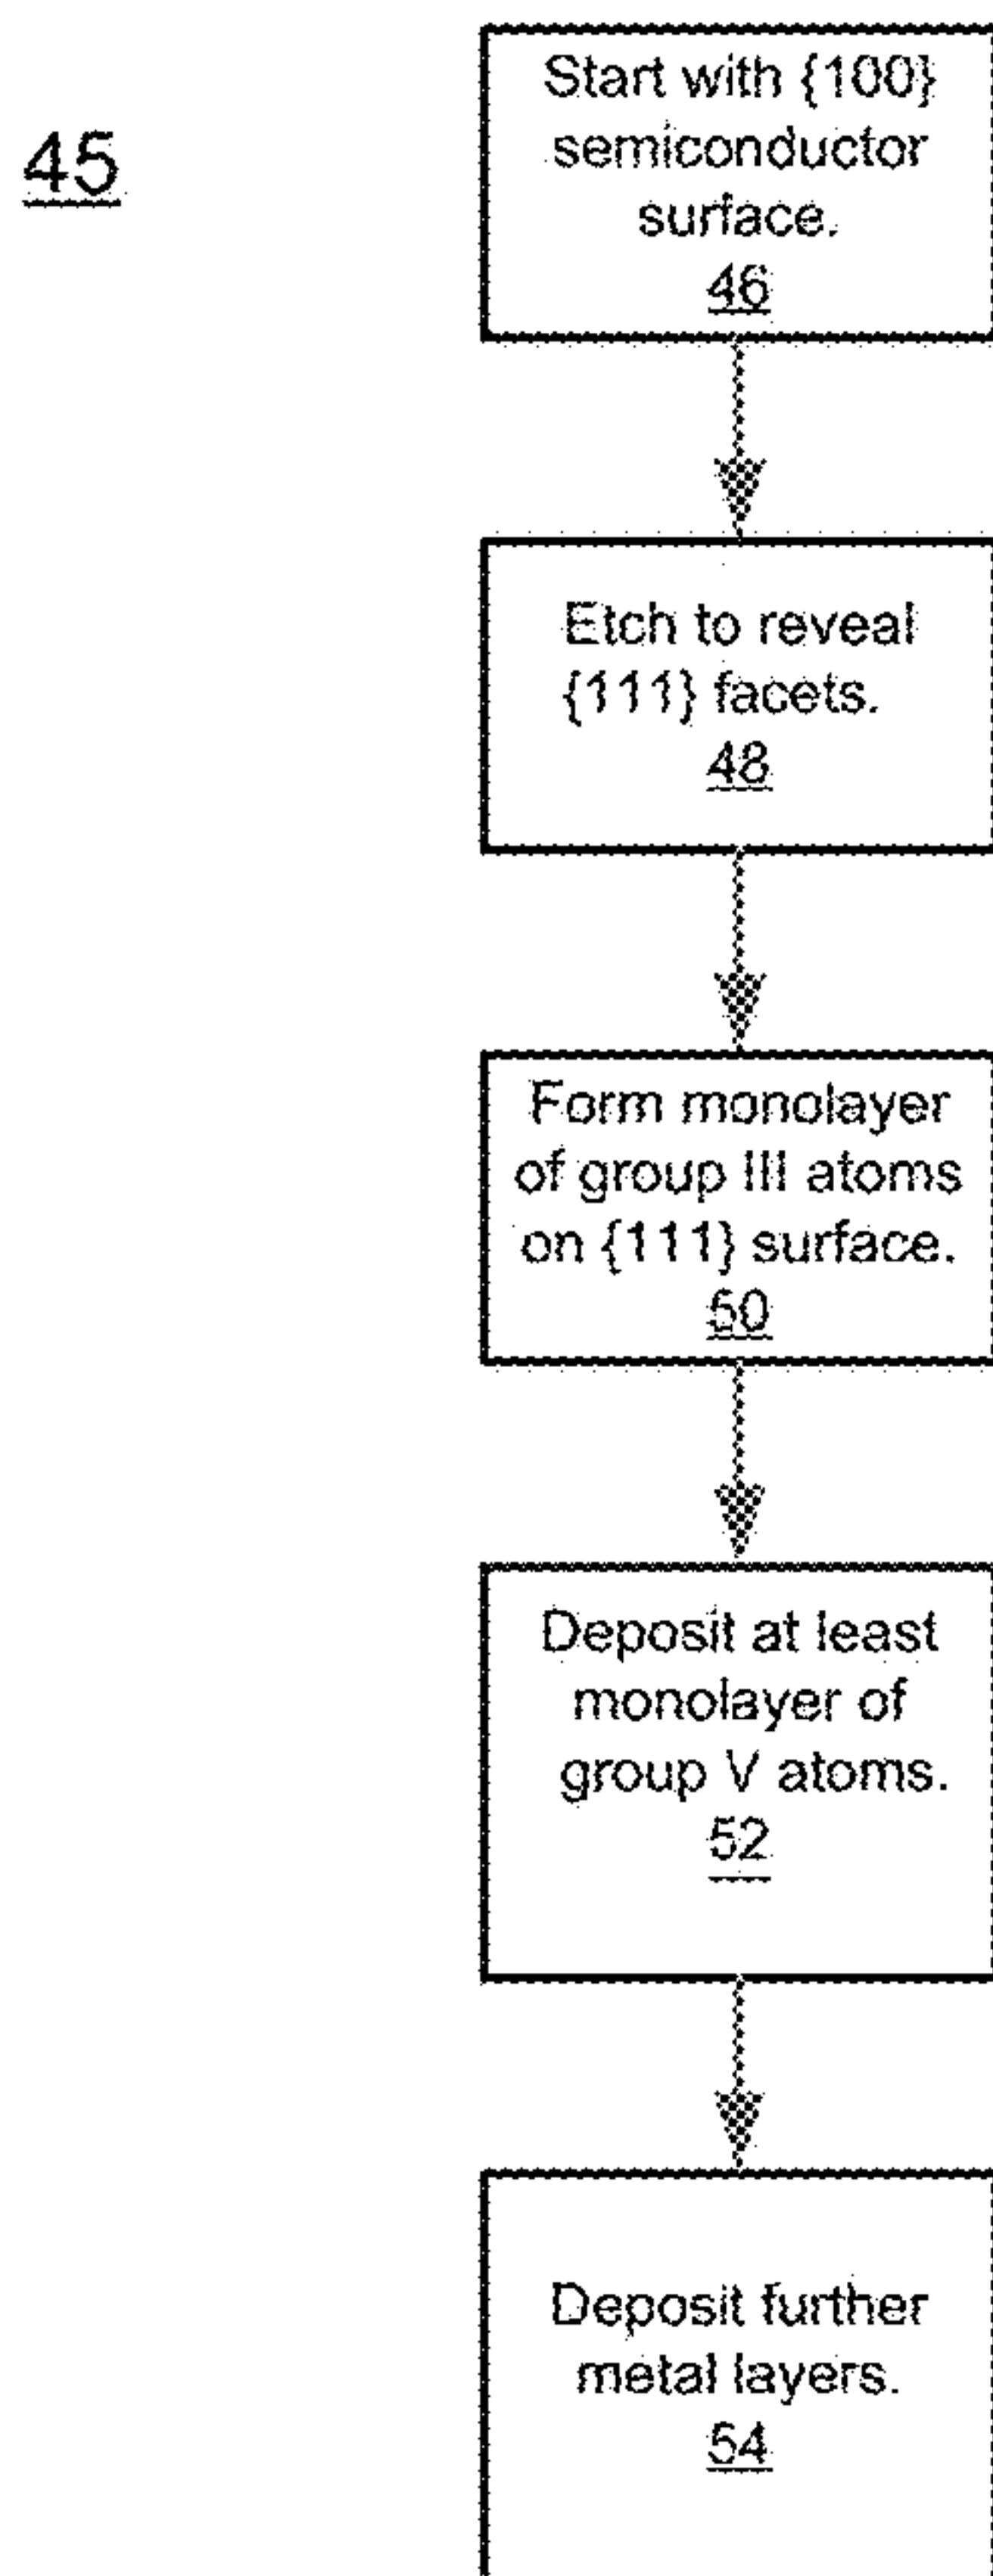 45
Start with {100}
semiconductor
surface.
46
Etch to reveal
{111} facets.
48
Form monolayer
of group III atoms
on {111} surface.
50
Deposit at least
monolayer of
group V atoms.
52
Deposit further
metal layers.
54